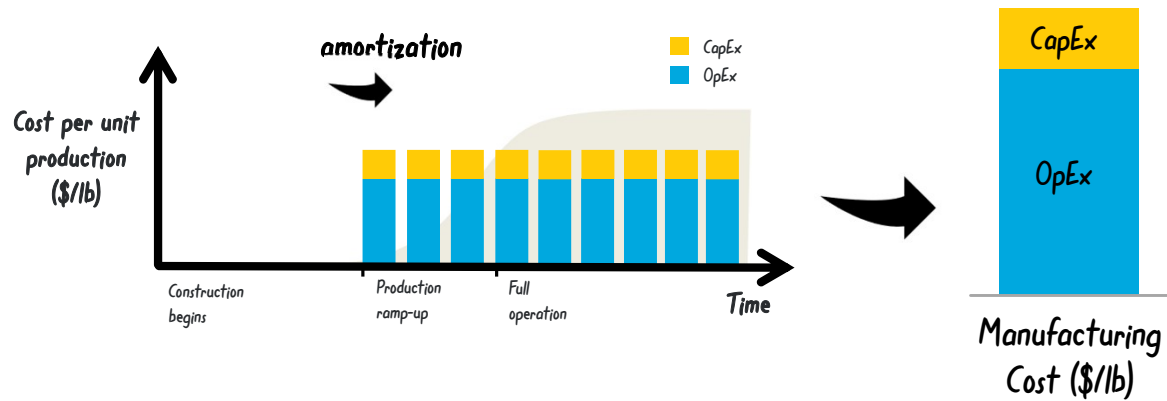 amortization
CapEx
OpEx
Cost per unit
production
($/lb)
Construction
begins
Production
ramp-up
Full
operation
Time
CapEx
OpEx
Manufacturing
Cost ($/lb)